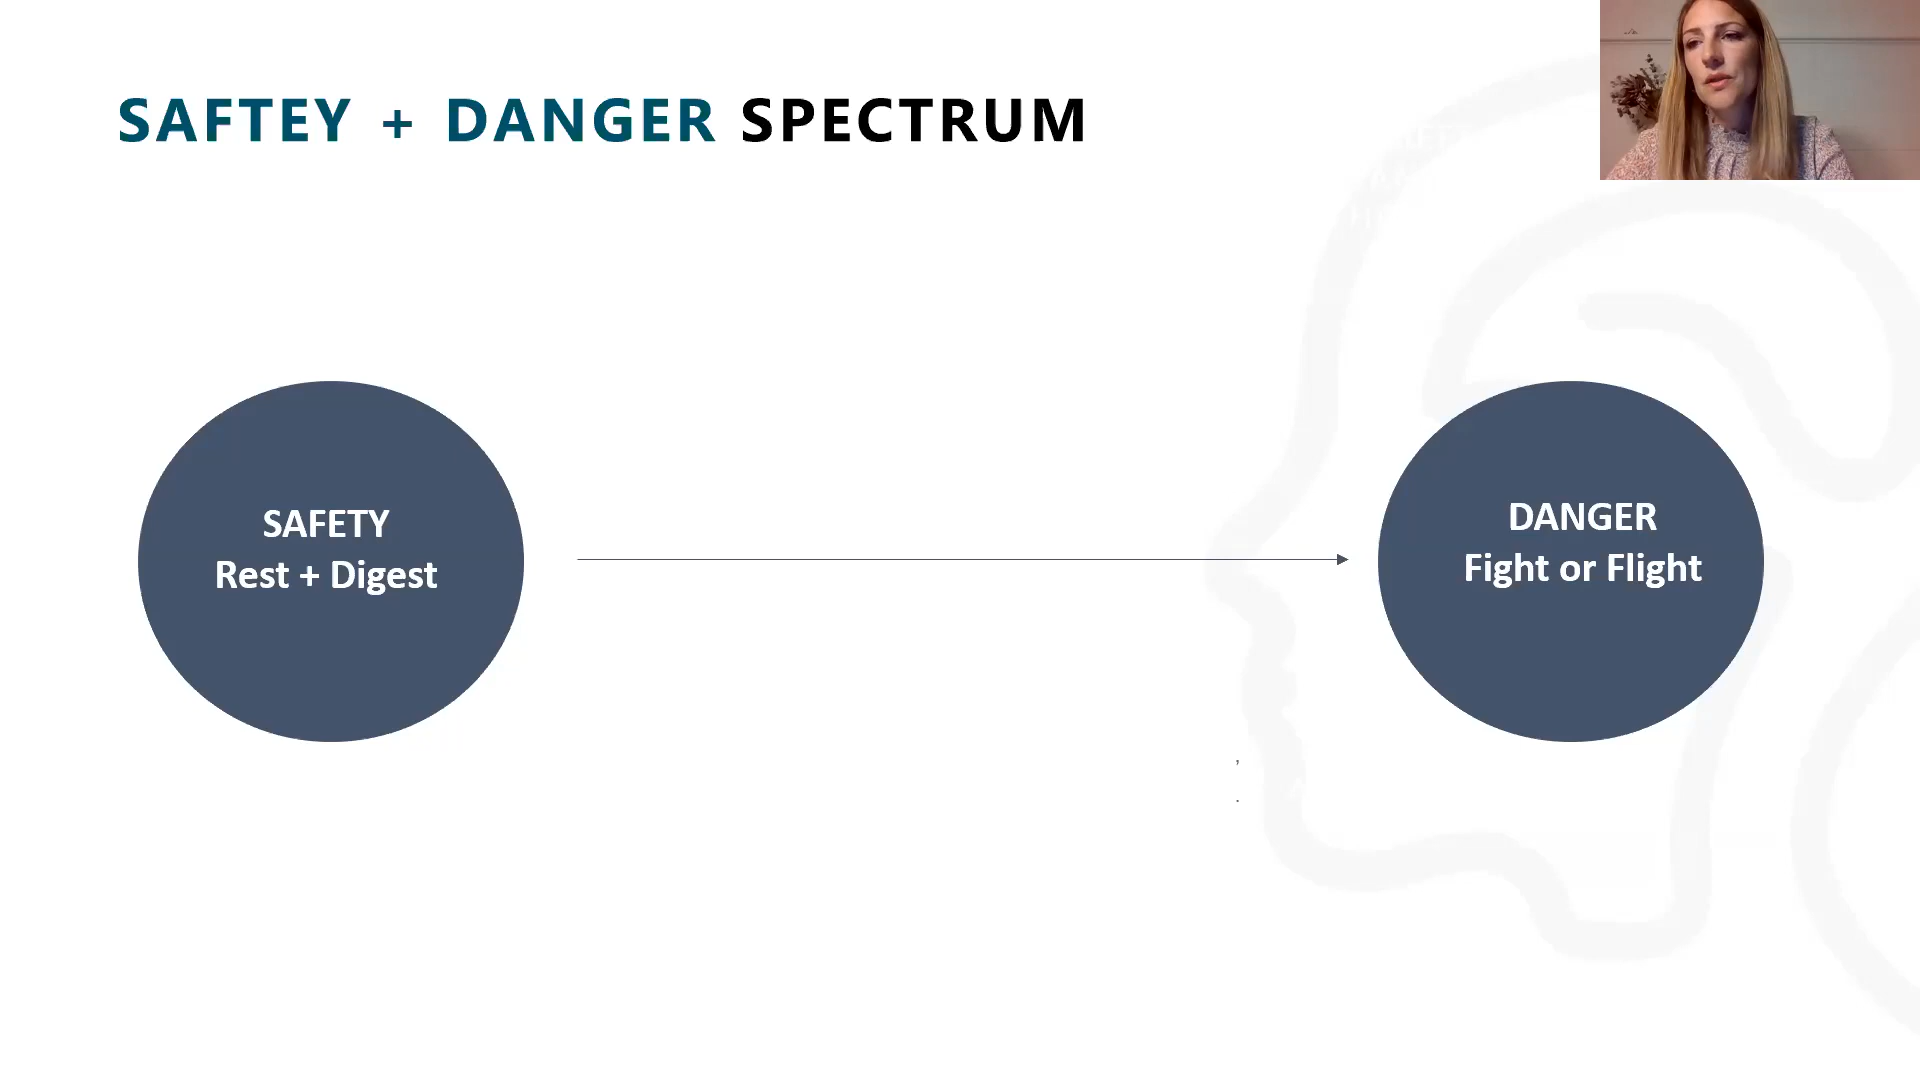 SAFTEY + DANGER SPECTRUM
SAFETY
Rest + Digest
DANGER
Fight or Flight
,
.